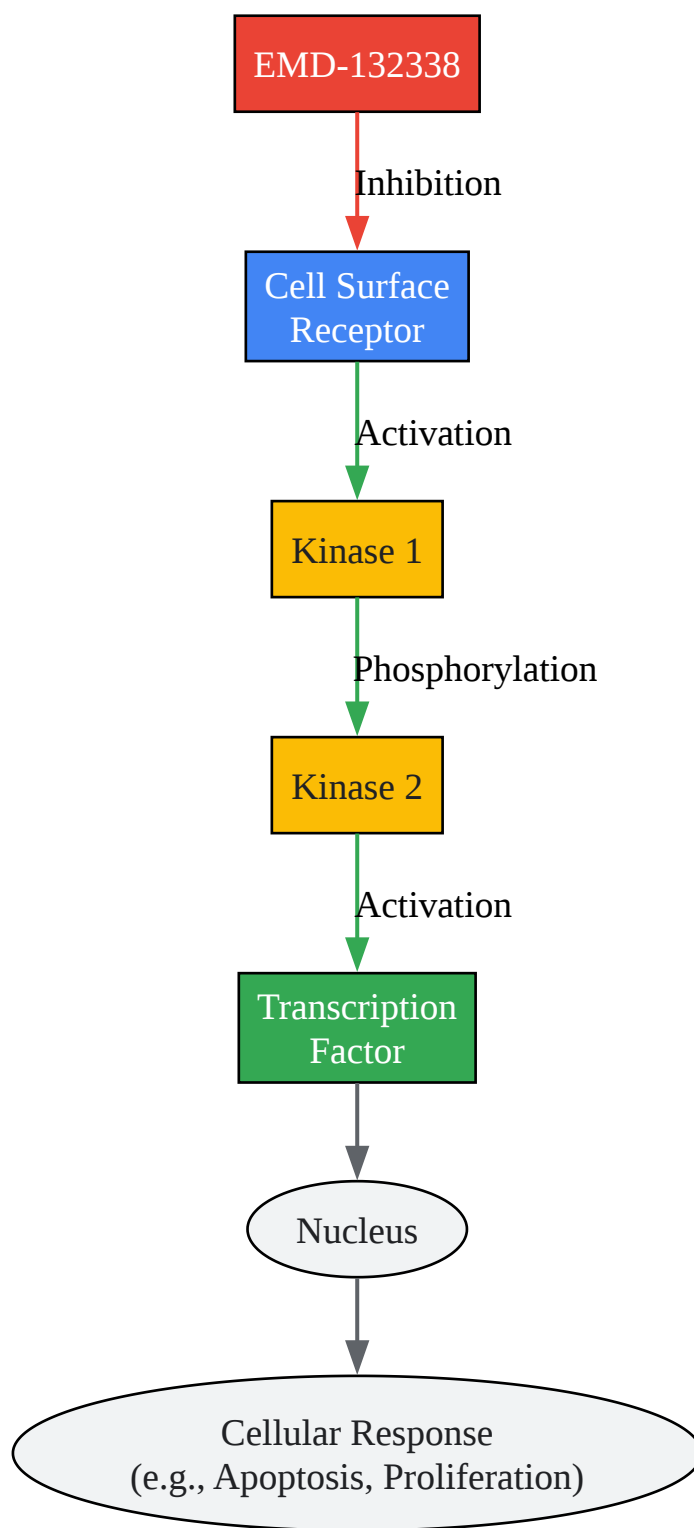 EMD-132338
Inhibition
Cell Surface
Receptor
Activation
Kinase 1
Phosphorylation
Kinase 2
Activation
Transcription
Factor
Nucleus
Cellular Response
(e.g., Apoptosis, Proliferation)